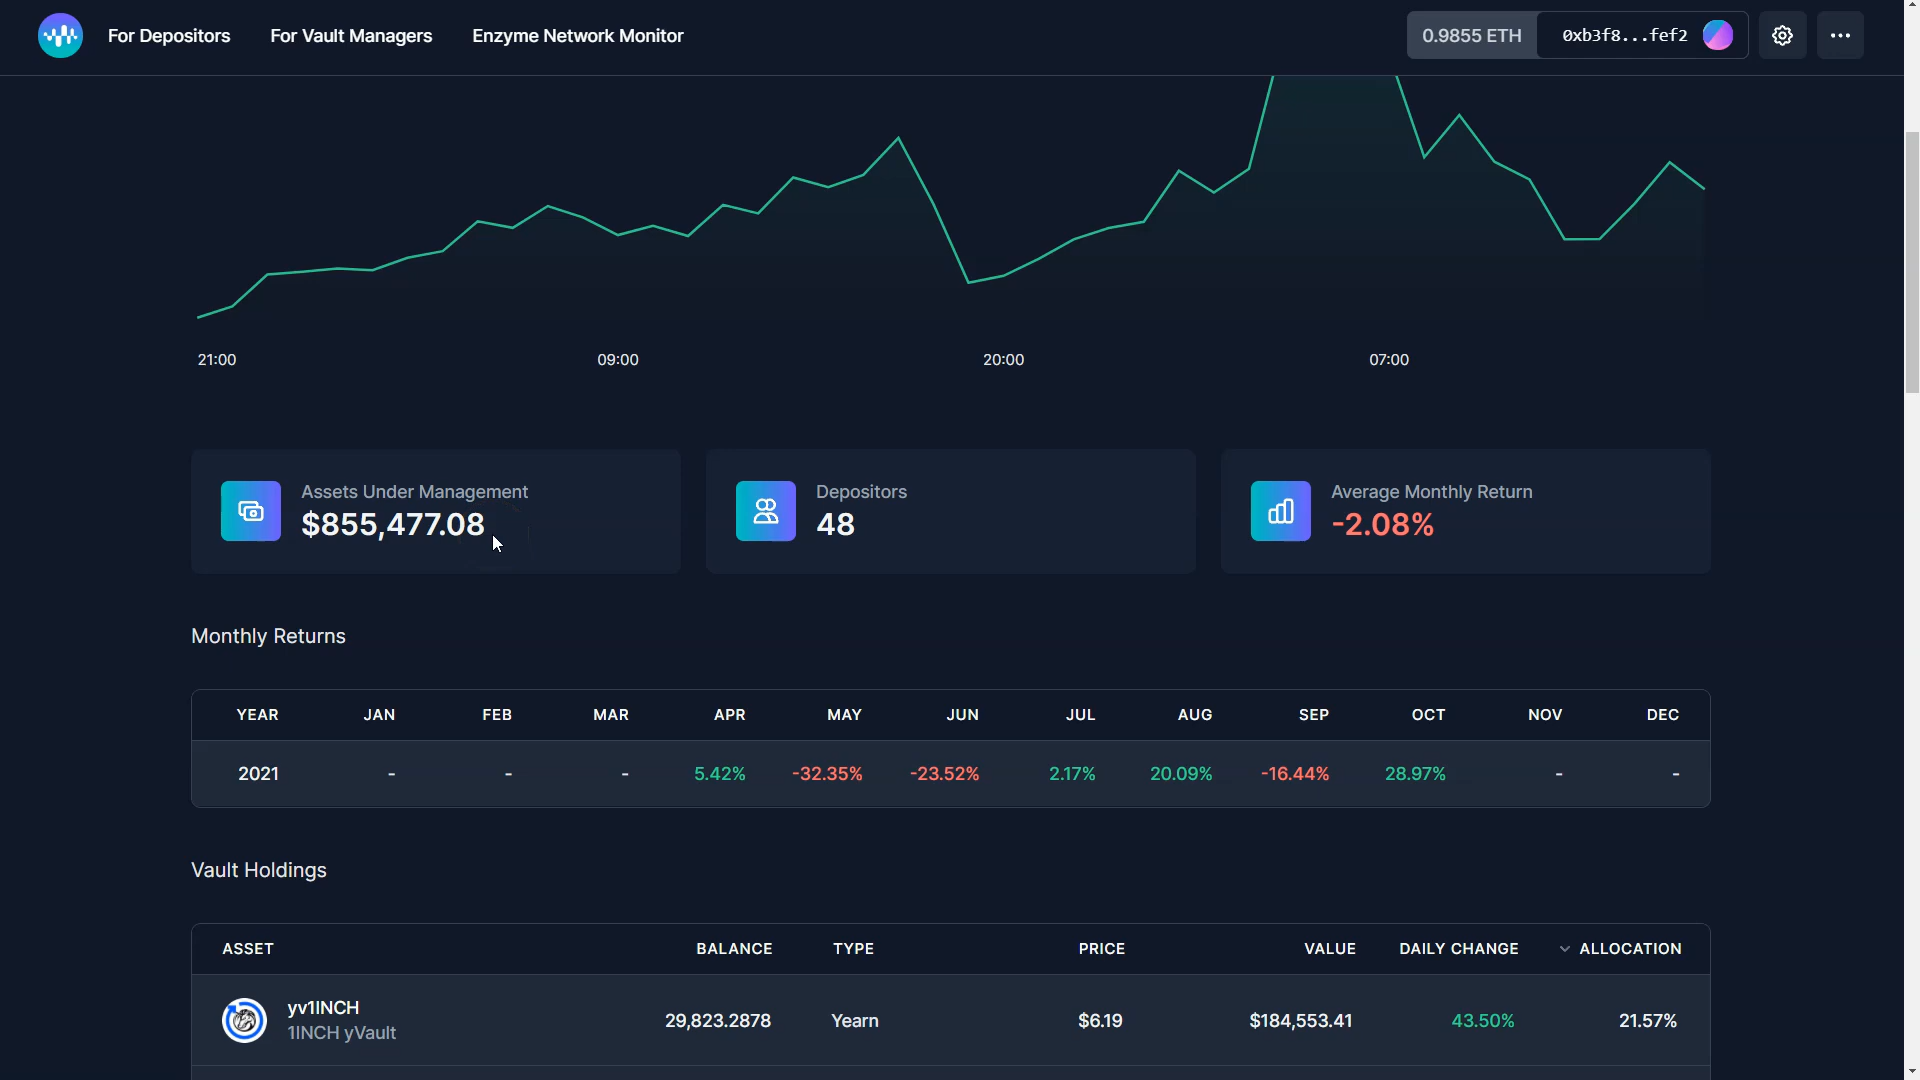 For Depositors For Vault Managers Enzyme Network Monitor 0.9855 ETH 0xb3f8...fef2
21:00 09:00 20:00 07:00
Assets Under Management
$855,477.08
Depositors
48
Average Monthly Return
-2.08%
Monthly Returns
YEAR JAN FEB MAR APR MAY JUN JUL AUG SEP OCT NOV DEC
2021 - - - 5.42% -32.35% -23.52% 2.17% 20.09% -16.44% 28.97% - -
Vault Holdings
ASSET BALANCE TYPE PRICE VALUE DAILY CHANGE ALLOCATION
yv1INCH
1INCH yVault
29,823.2878 Yearn $6.19 $184,553.41 43.50% 21.57%